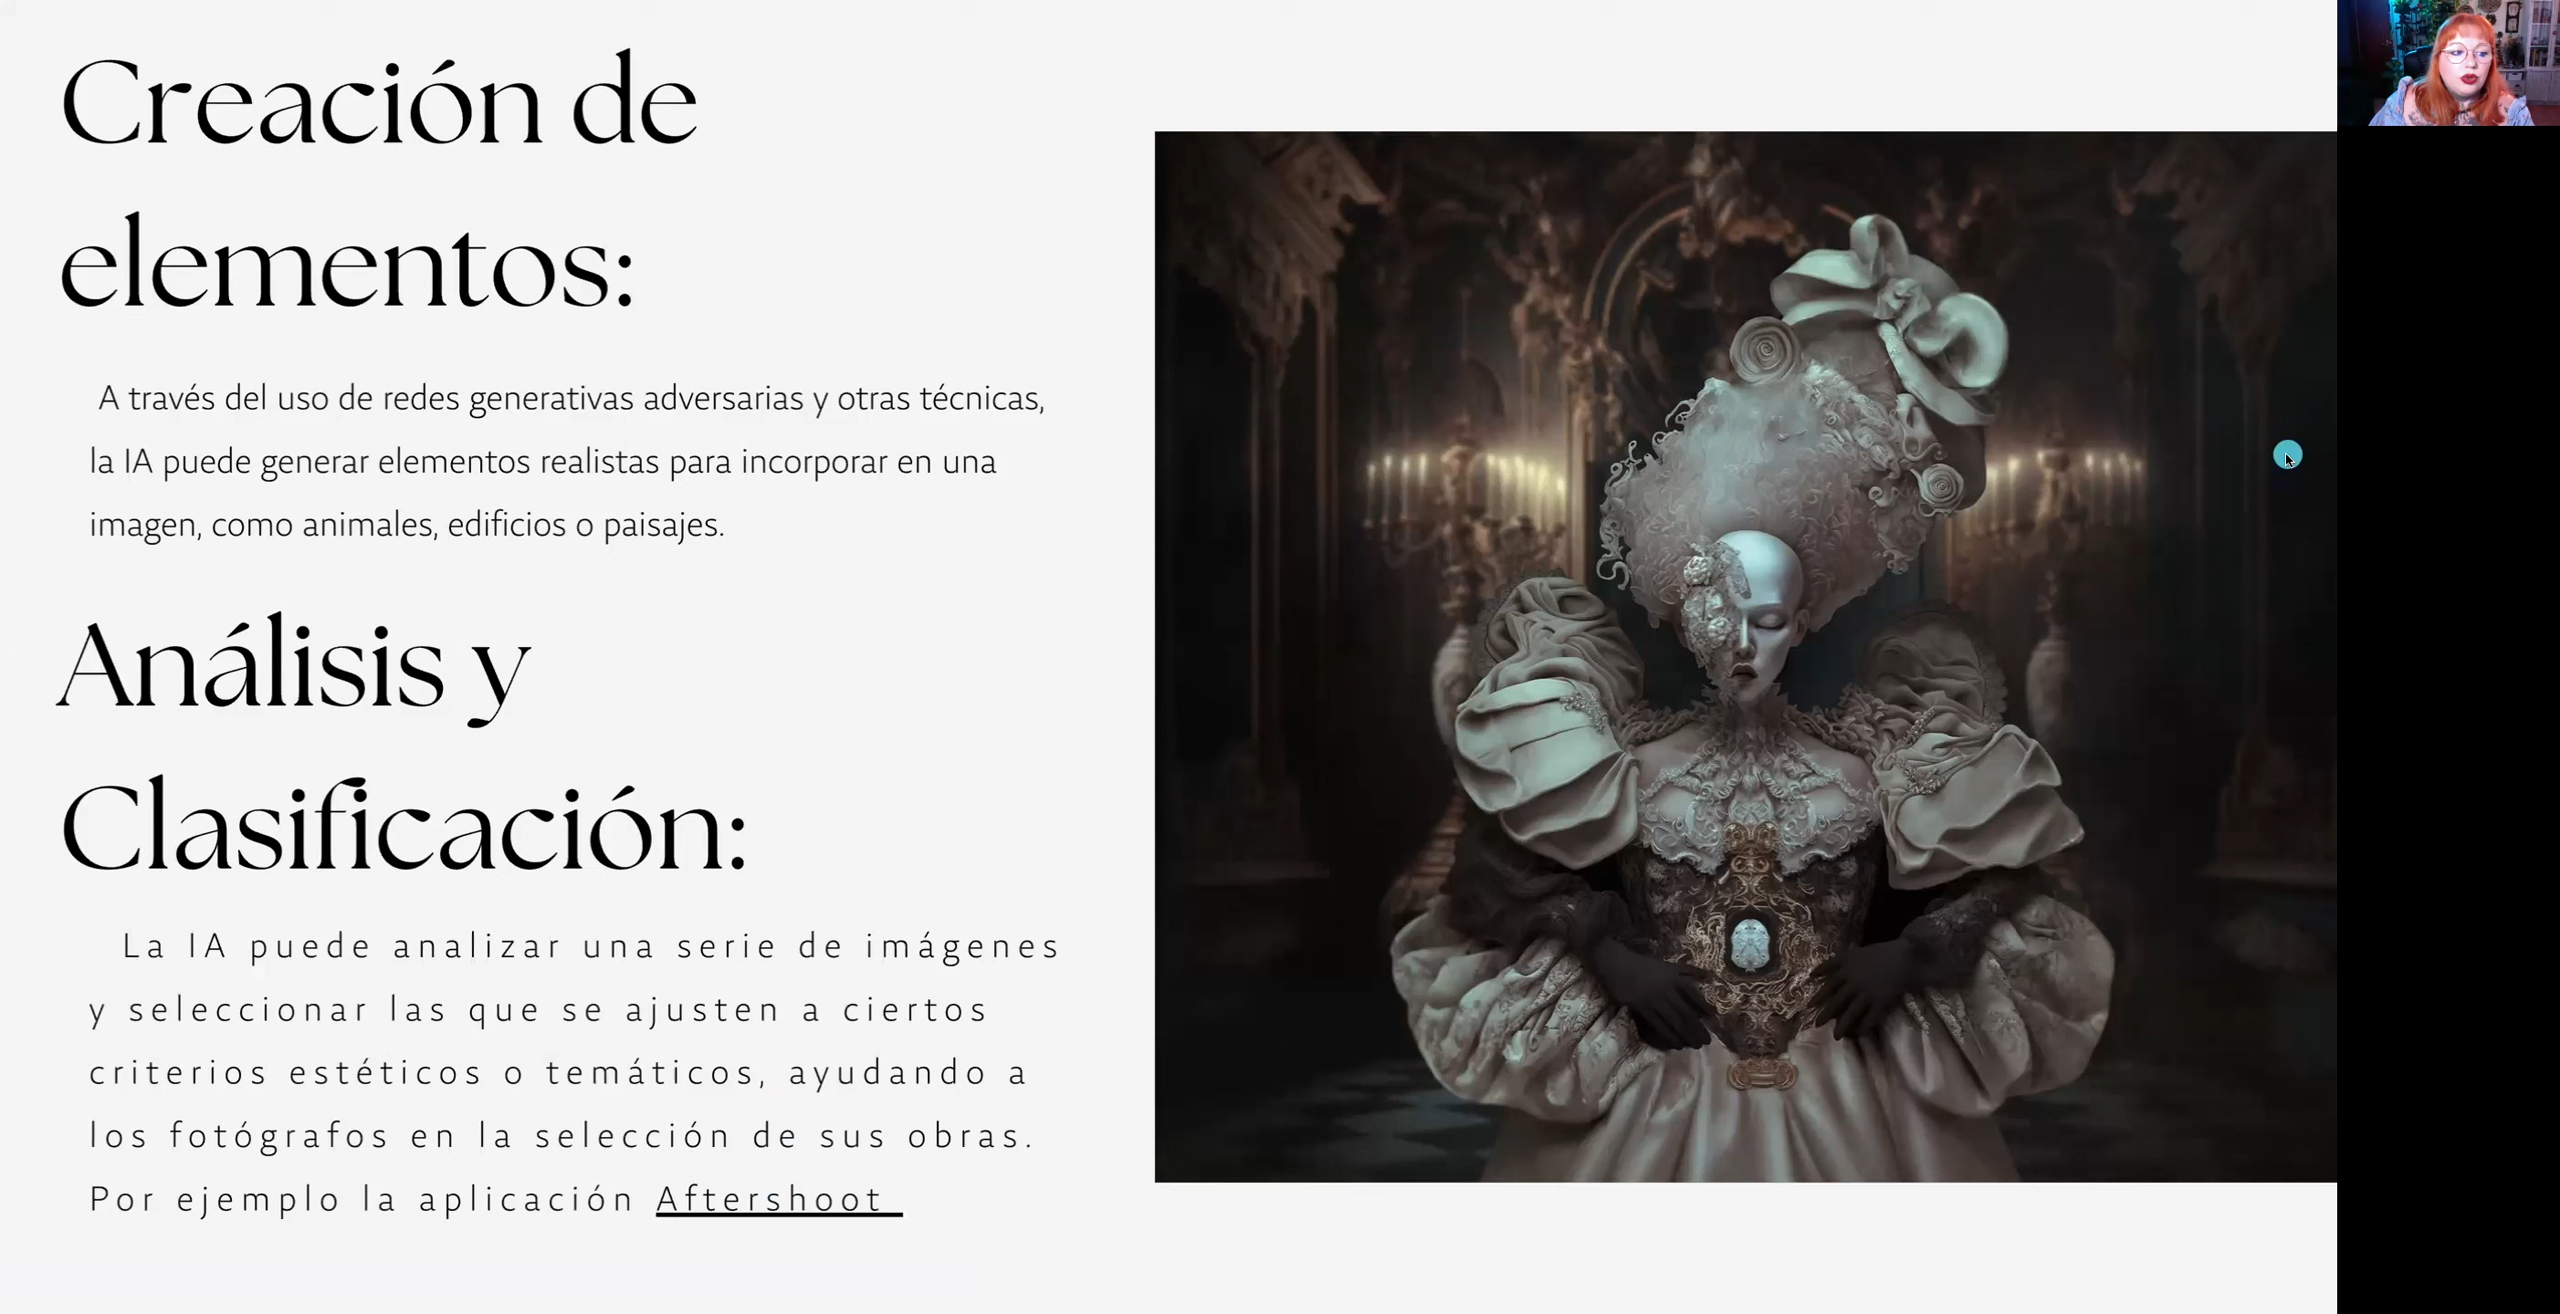 Creación de
elementos:
A través del uso de redes generativas adversarias y otras técnicas,
la IA puede generar elementos realistas para incorporar en una
imagen, como animales, edificios o paisajes.
Análisis y
Clasificación:
La IA puede analizar una serie de imágenes
y seleccionar las que se ajusten a ciertos
criterios estéticos o temáticos, ayudando a
los fotógrafos en la selección de sus obras.
Por ejemplo la aplicación Aftershoot